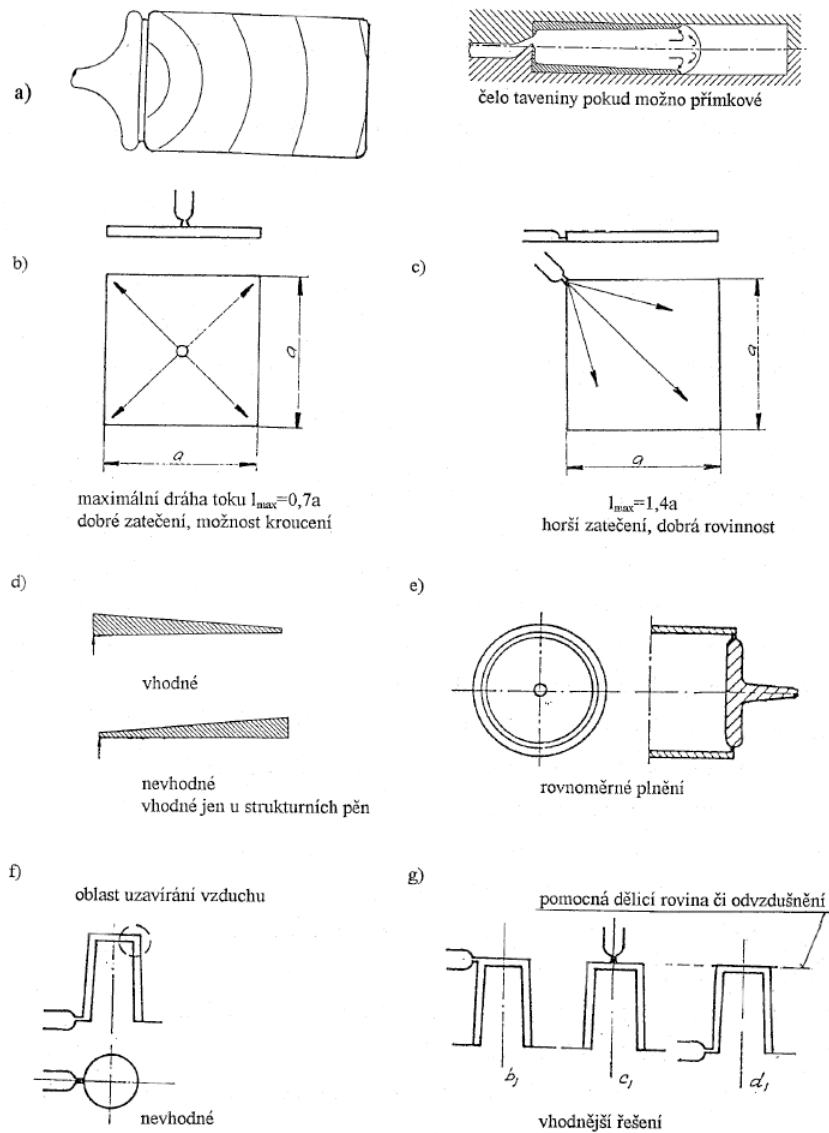 a)
čelo taveniny pokud možno přímkové
b)
a
a
maximální dráha toku lmax=0,7a
dobré zatečení, možnost kroucení
c)
a
a
lmax=1,4a
horší zatečení, dobrá rovinnost
d)
vhodné
nevhodné
vhodné jen u strukturních pěn
e)
rovnoměrné plnění
f)
oblast uzavírání vzduchu
nevhodné
g)
pomocná dělicí rovina či odvzdušnění
b₁
c₁
d₁
vhodnější řešení